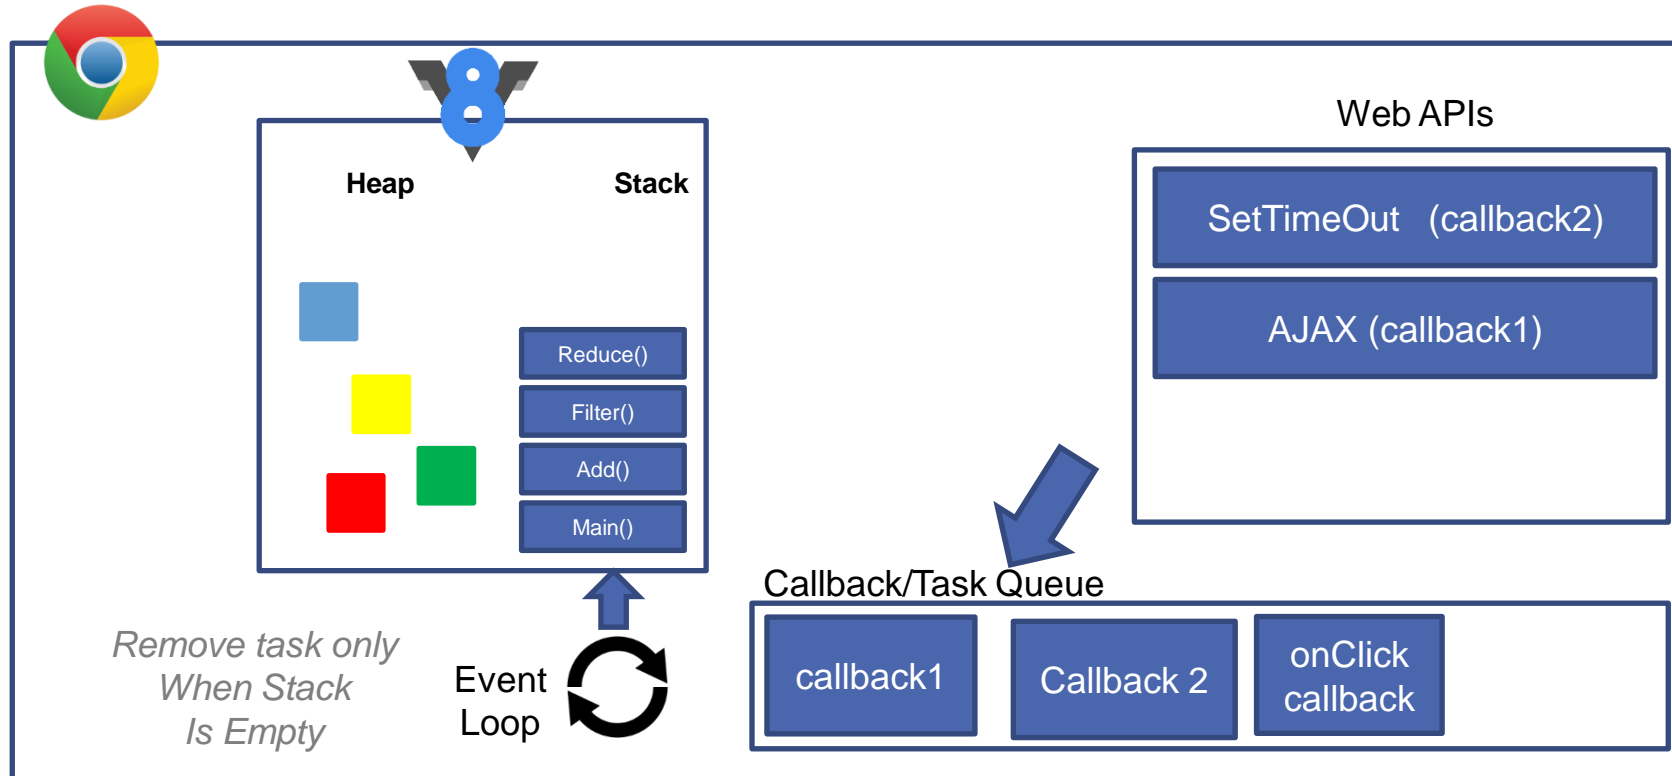 Web APIs
Heap
Stack
SetTimeOut (callback2)
AJAX (callback1)
Reduce()
Filter()
Add()
Main()
Callback/Task Queue
callback1
Callback 2
onClick
callback
Remove task only
When Stack
Is Empty
Event
Loop